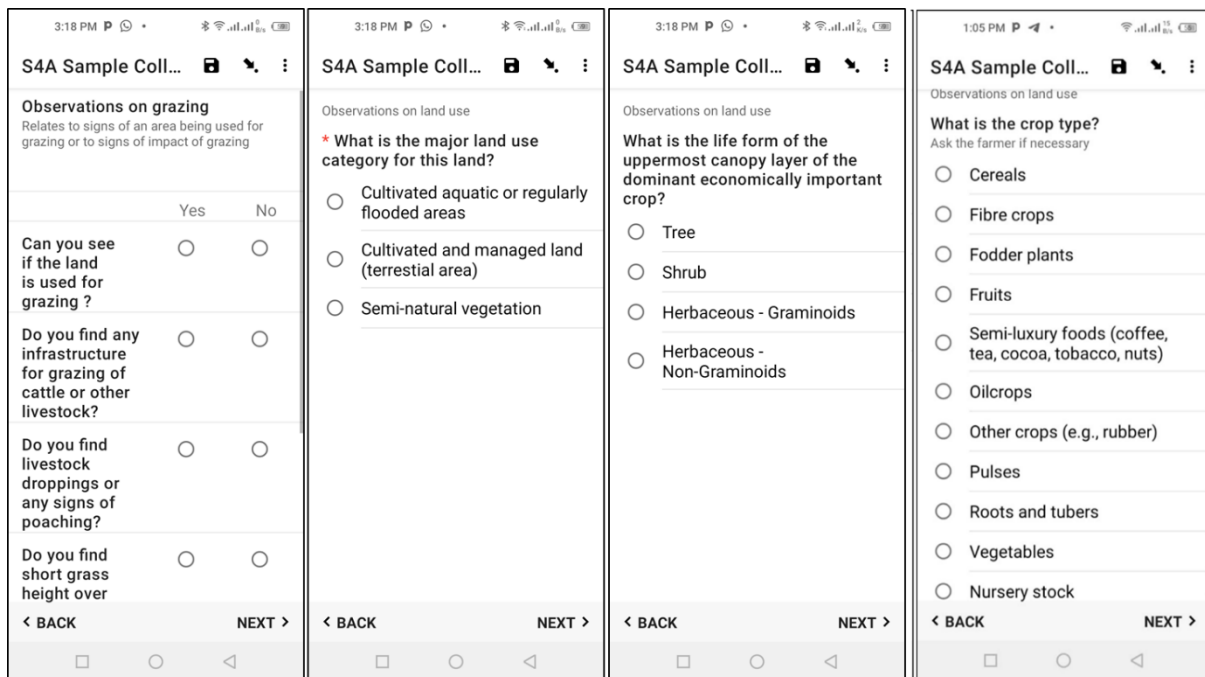 3:18 PM P
S4A Sample Coll...
Observations on grazing
Relates to signs of an area being used for
grazing or to signs of impact of grazing
Yes No
Can you see
if the land
is used for
grazing ?
Do you find any
infrastructure
for grazing of
cattle or other
livestock?
Do you find
livestock
droppings or
any signs of
poaching?
Do you find
short grass
height over
< BACK NEXT >
3:18 PM P
0 B/s
S4A Sample Coll...
Observations on land use
* What is the major land use
category for this land?
Cultivated aquatic or regularly
flooded areas
Cultivated and managed land
(terrestial area)
Semi-natural vegetation
< BACK NEXT >
3:18 PM P
2 K/s
S4A Sample Coll...
Observations on land use
What is the life form of the
uppermost canopy layer of the
dominant economically important
crop?
Tree
Shrub
Herbaceous - Graminoids
Herbaceous -
Non-Graminoids
< BACK NEXT >
1:05 PM P
15 B/s
S4A Sample Coll...
Observations on land use
What is the crop type?
Ask the farmer if necessary
Cereals
Fibre crops
Fodder plants
Fruits
Semi-luxury foods (coffee,
tea, cocoa, tobacco, nuts)
Oilcrops
Other crops (e.g., rubber)
Pulses
Roots and tubers
Vegetables
Nursery stock
< BACK NEXT >